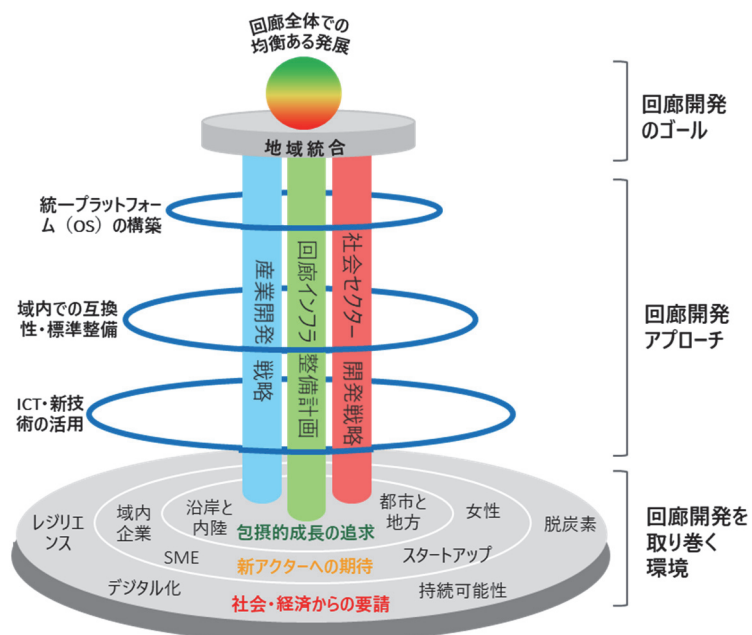 回廊全体での
均衡ある発展
地域統合
回廊開発
のゴール
統一プラットフォー
ム（OS）の構築
域内での互換
性・標準整備
ICT・新技
術の活用
産業開発 戦略
回廊インフラ 整備計画
社会セクター 開発戦略
回廊開発
アプローチ
レジリエ
ンス
域内
企業
沿岸と
内陸
都市と
地方
女性
脱炭素
包摂的成長の追求
SME
スタートアップ
新アクターへの期待
デジタル化
持続可能性
社会・経済からの要請
回廊開発を
取り巻く
環境